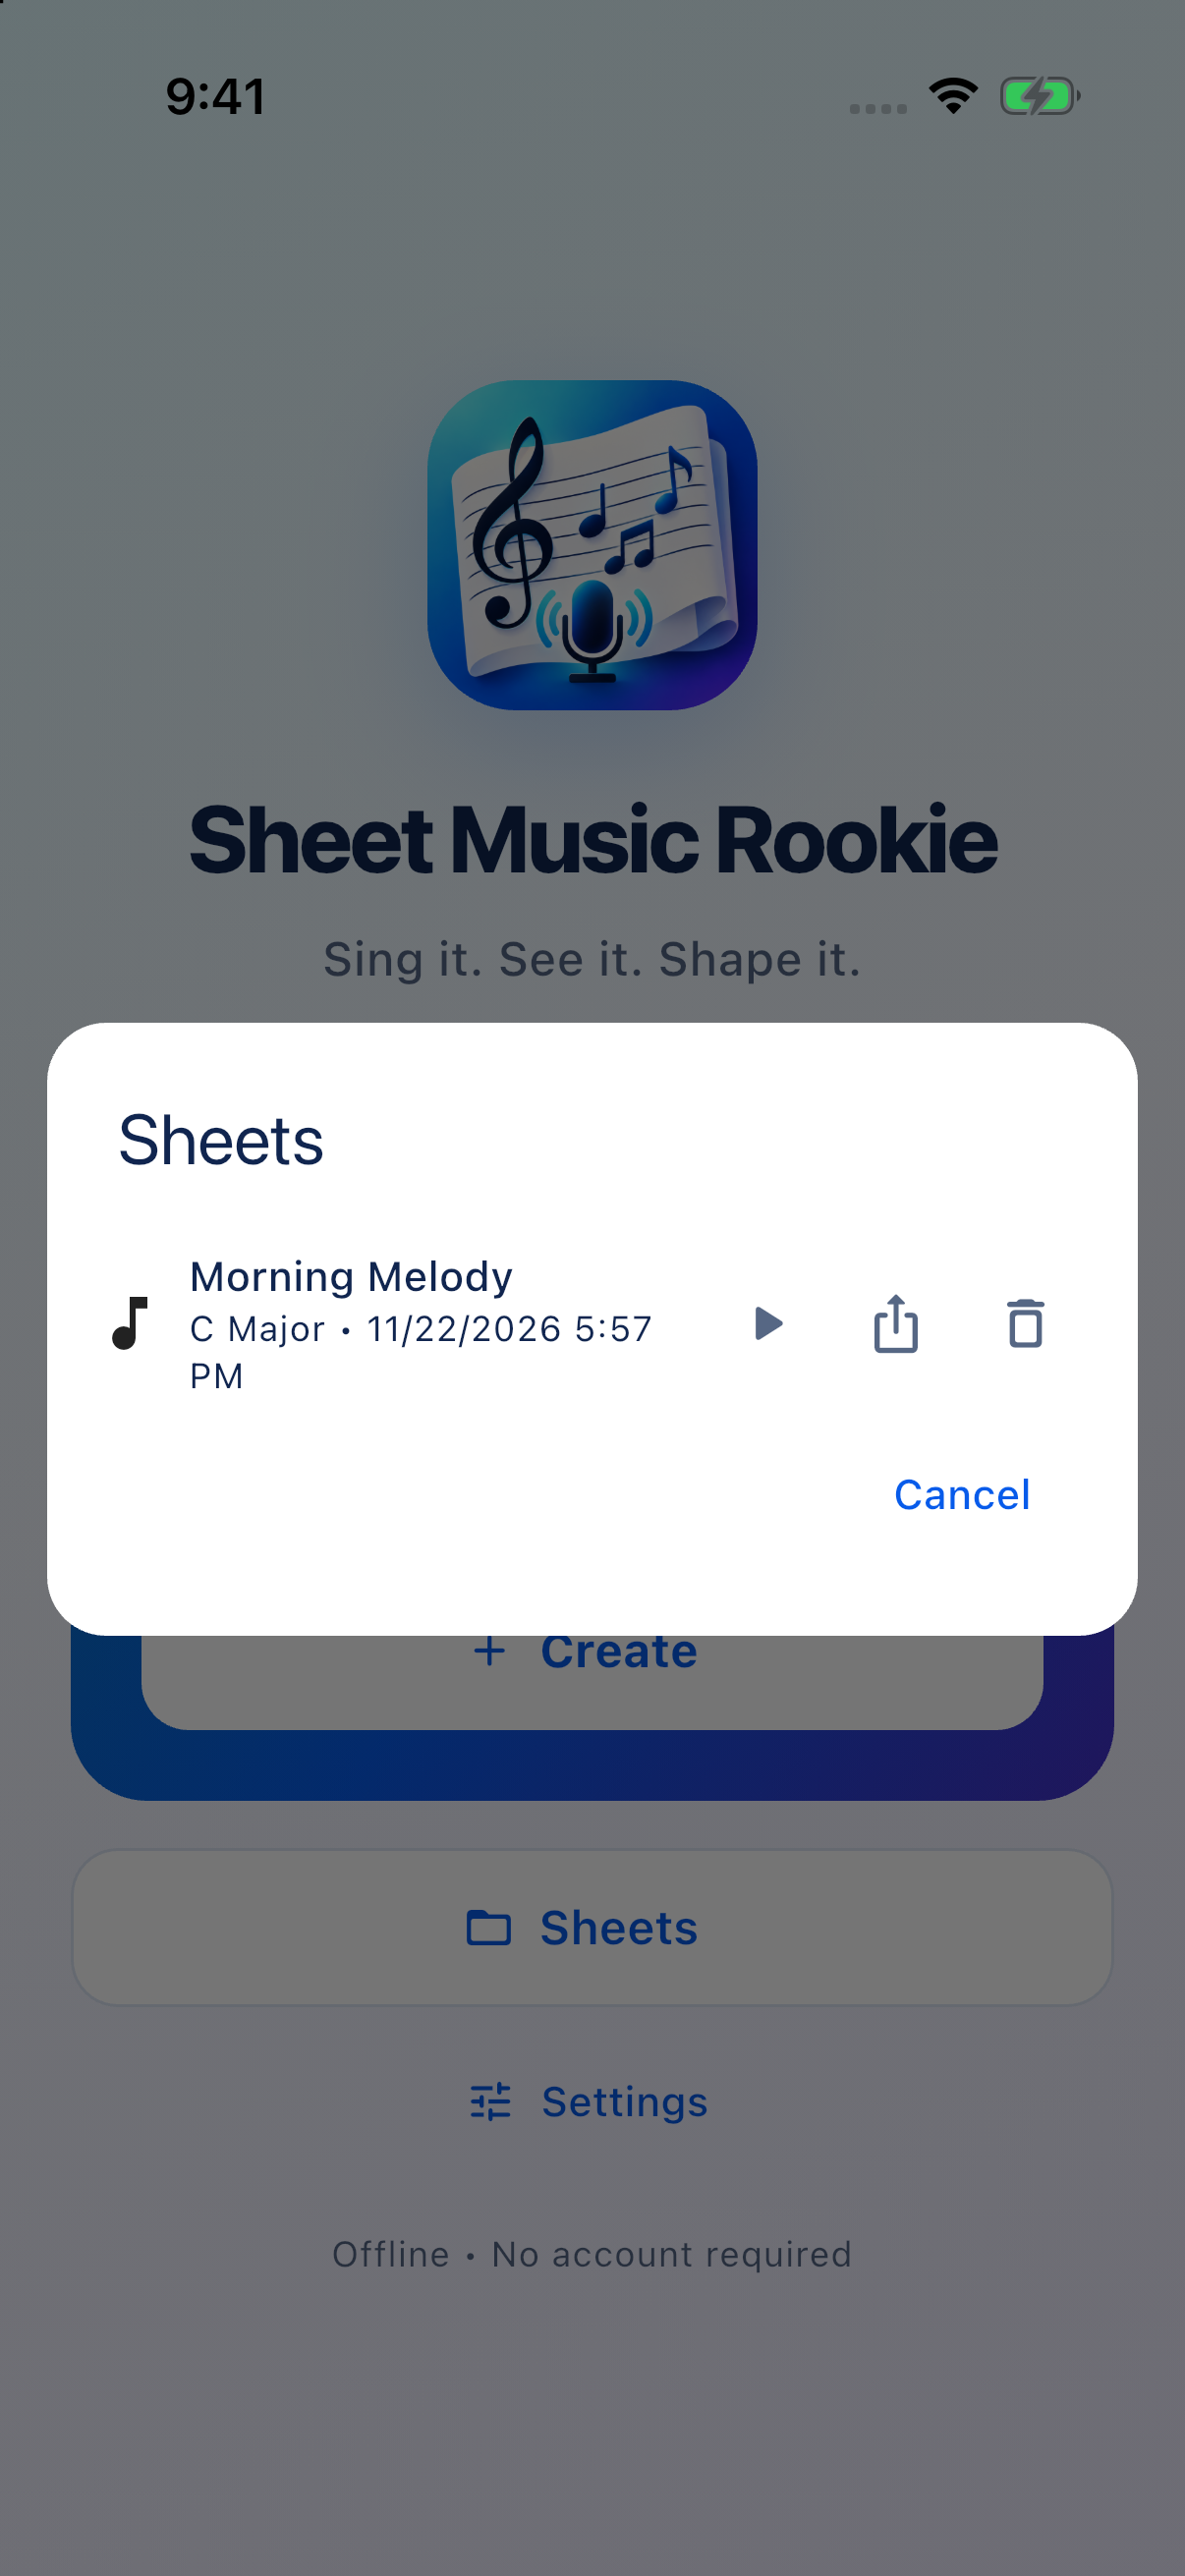 9:41
Sheet Music Rookie
Sing it. See it. Shape it.
Sheets
Morning Melody
C Major • 11/22/2026 5:57
PM
Cancel
+ Create
Sheets
Settings
Offline • No account required